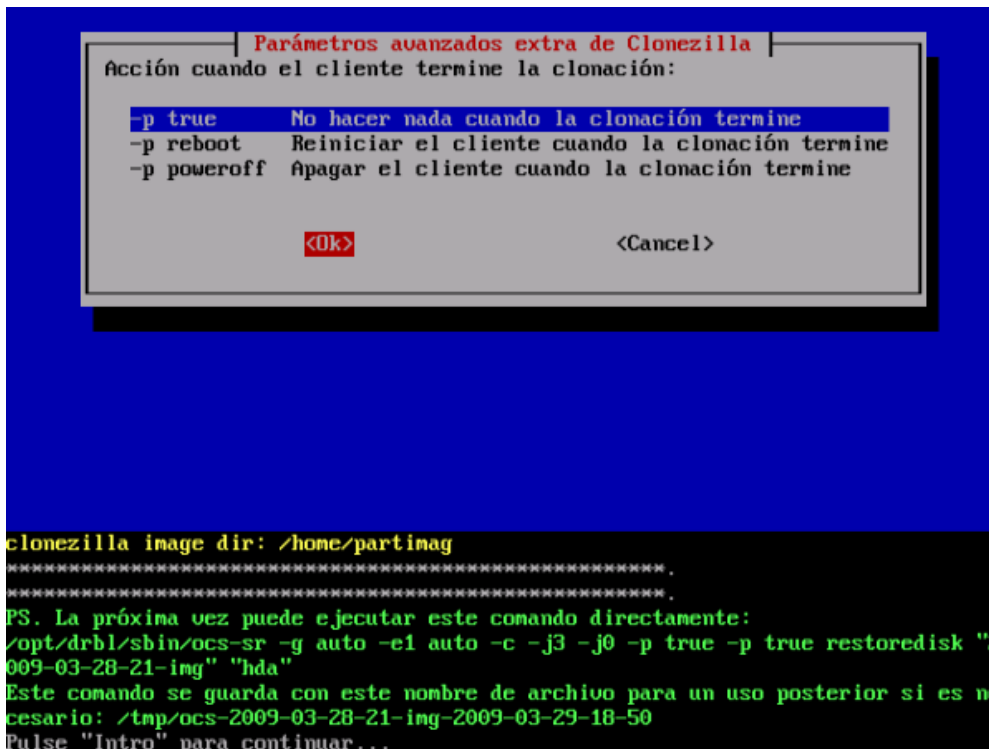 Parámetros avanzados extra de Clonezilla
Acción cuando el cliente termine la clonación:
-p true No hacer nada cuando la clonación termine
-p reboot Reiniciar el cliente cuando la clonación termine
-p poweroff Apagar el cliente cuando la clonación termine
<Ok> <Cancel>
clonezilla image dir: /home/partimag
*****************************************************.
*****************************************************.
PS. La próxima vez puede ejecutar este comando directamente:
/opt/drbl/sbin/ocs-sr -g auto -e1 auto -c -j3 -j0 -p true -p true restoredisk "
009-03-28-21-img" "hda"
Este comando se guarda con este nombre de archivo para un uso posterior si es n
cesario: /tmp/ocs-2009-03-28-21-img-2009-03-29-18-50
Pulse "Intro" para continuar...